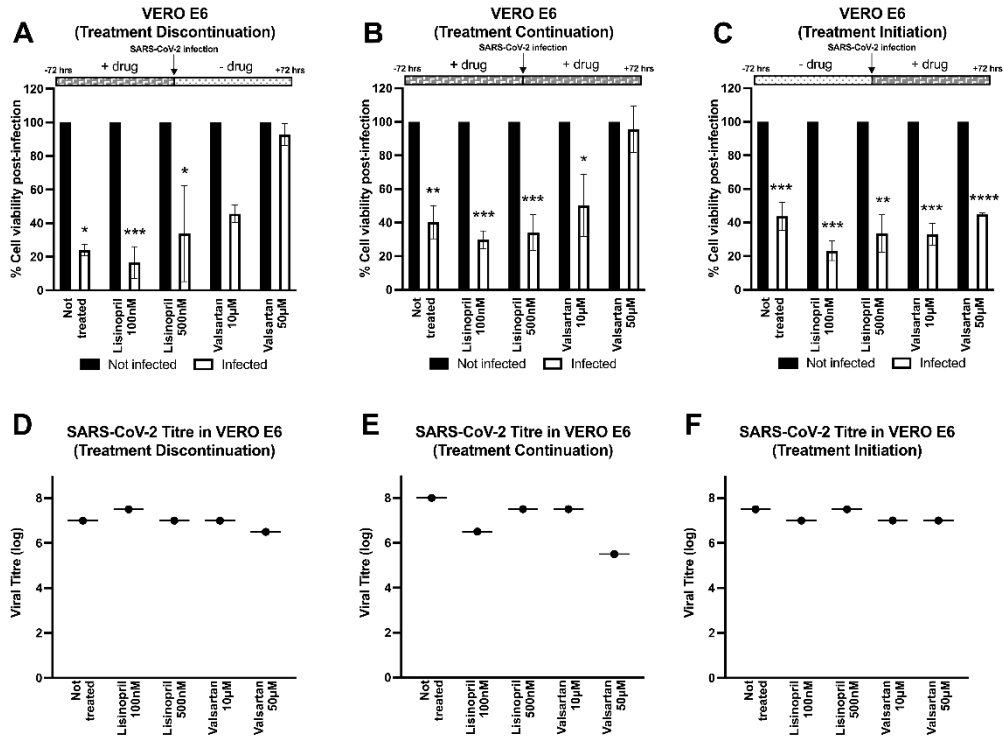 A
VERO E6
(Treatment Discontinuation)
SARS-CoV-2 infection
-72 hrs + drug - drug +72 hrs
120
100
80
60
40
20
0
% Cell viability post-infection
* *** *
Not treated
Lisinopril 100nM
Lisinopril 500nM
Valsartan 10µM
Valsartan 50µM
Not infected Infected
B
VERO E6
(Treatment Continuation)
SARS-CoV-2 infection
-72 hrs + drug + drug +72 hrs
120
100
80
60
40
20
0
% Cell viability post-infection
** *** *** *
Not treated
Lisinopril 100nM
Lisinopril 500nM
Valsartan 10µM
Valsartan 50µM
Not infected Infected
C
VERO E6
(Treatment Initiation)
SARS-CoV-2 infection
-72 hrs - drug + drug +72 hrs
120
100
80
60
40
20
0
% Cell viability post-infection
*** *** ** *** ****
Not treated
Lisinopril 100nM
Lisinopril 500nM
Valsartan 10µM
Valsartan 50µM
Not infected Infected
D
SARS-CoV-2 Titre in VERO E6
(Treatment Discontinuation)
8
6
4
2
0
Viral Titre (log)
Not treated
Lisinopril 100nM
Lisinopril 500nM
Valsartan 10µM
Valsartan 50µM
E
SARS-CoV-2 Titre in VERO E6
(Treatment Continuation)
8
6
4
2
0
Viral Titre (log)
Not treated
Lisinopril 100nM
Lisinopril 500nM
Valsartan 10µM
Valsartan 50µM
F
SARS-CoV-2 Titre in VERO E6
(Treatment Initiation)
8
6
4
2
0
Viral Titre (log)
Not treated
Lisinopril 100nM
Lisinopril 500nM
Valsartan 10µM
Valsartan 50µM